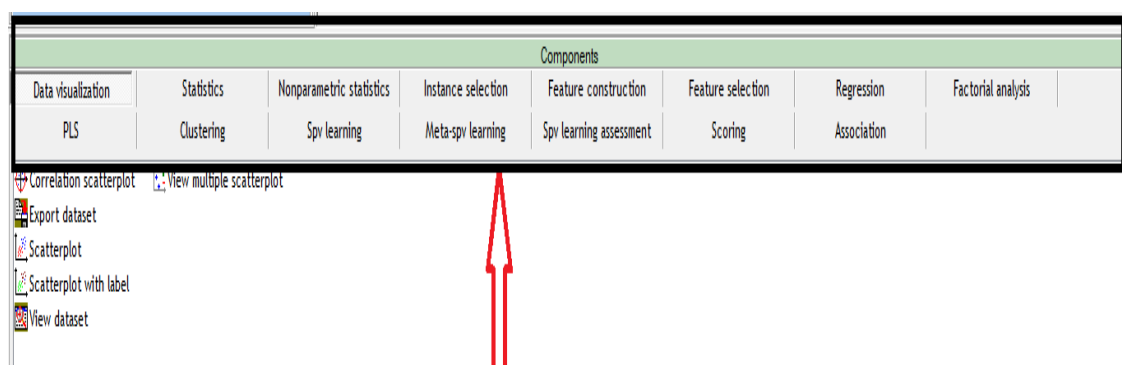 Components
Data visualization Statistics Nonparametric statistics Instance selection Feature construction Feature selection Regression Factorial analysis
PLS Clustering Spv learning Meta-spv learning Spv learning assessment Scoring Association
Correlation scatterplot View multiple scatterplot
Export dataset
Scatterplot
Scatterplot with label
View dataset